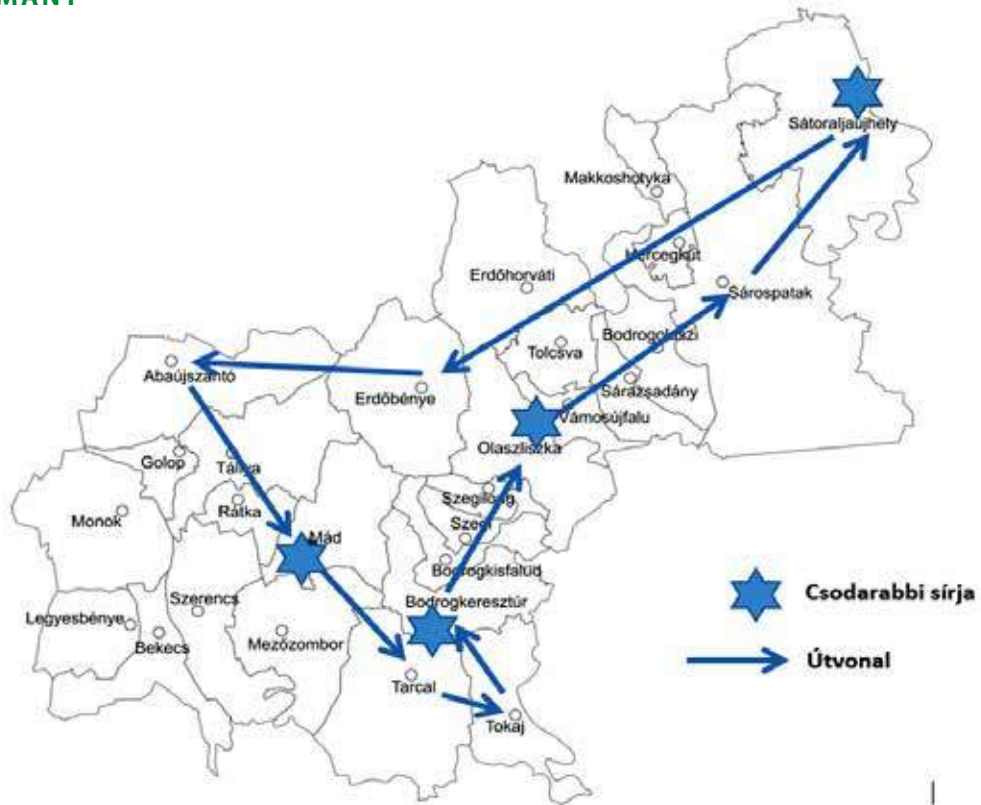 Sátoraljaújhely
Makkoshotyka
Hercegkút
Erdőhorváti
Sárospatak
Bodrogolaszi
Tolcsva
Abaújszántó
Erdőbénye
Sárazsadány
Vámosújfalu
Olaszliszka
Golop
Tállya
Szegilong
Rátka
Monok
Szegi
Mád
Bodrogkisfalud
Csodarabbi sírja
Szerencs
Bodrogkeresztúr
Legyesbénye
Bekecs
Mezőzombor
Útvonal
Tarcal
Tokaj